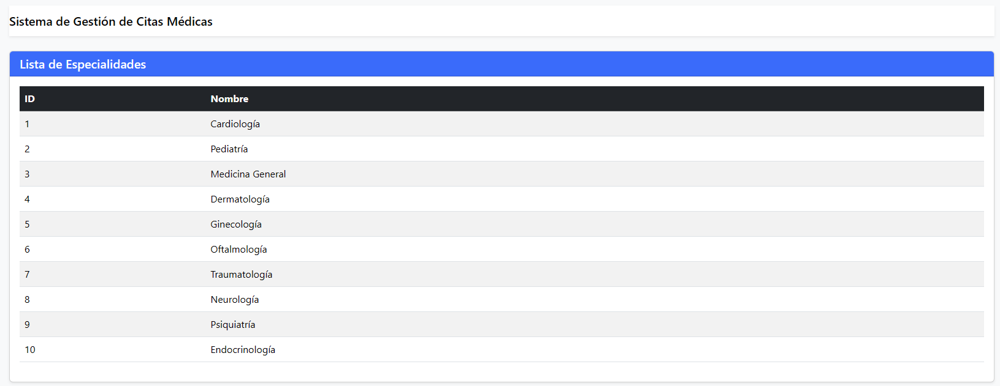 Sistema de Gestión de Citas Médicas
Lista de Especialidades
ID Nombre
1 Cardiología
2 Pediatría
3 Medicina General
4 Dermatología
5 Ginecología
6 Oftalmología
7 Traumatología
8 Neurología
9 Psiquiatría
10 Endocrinología